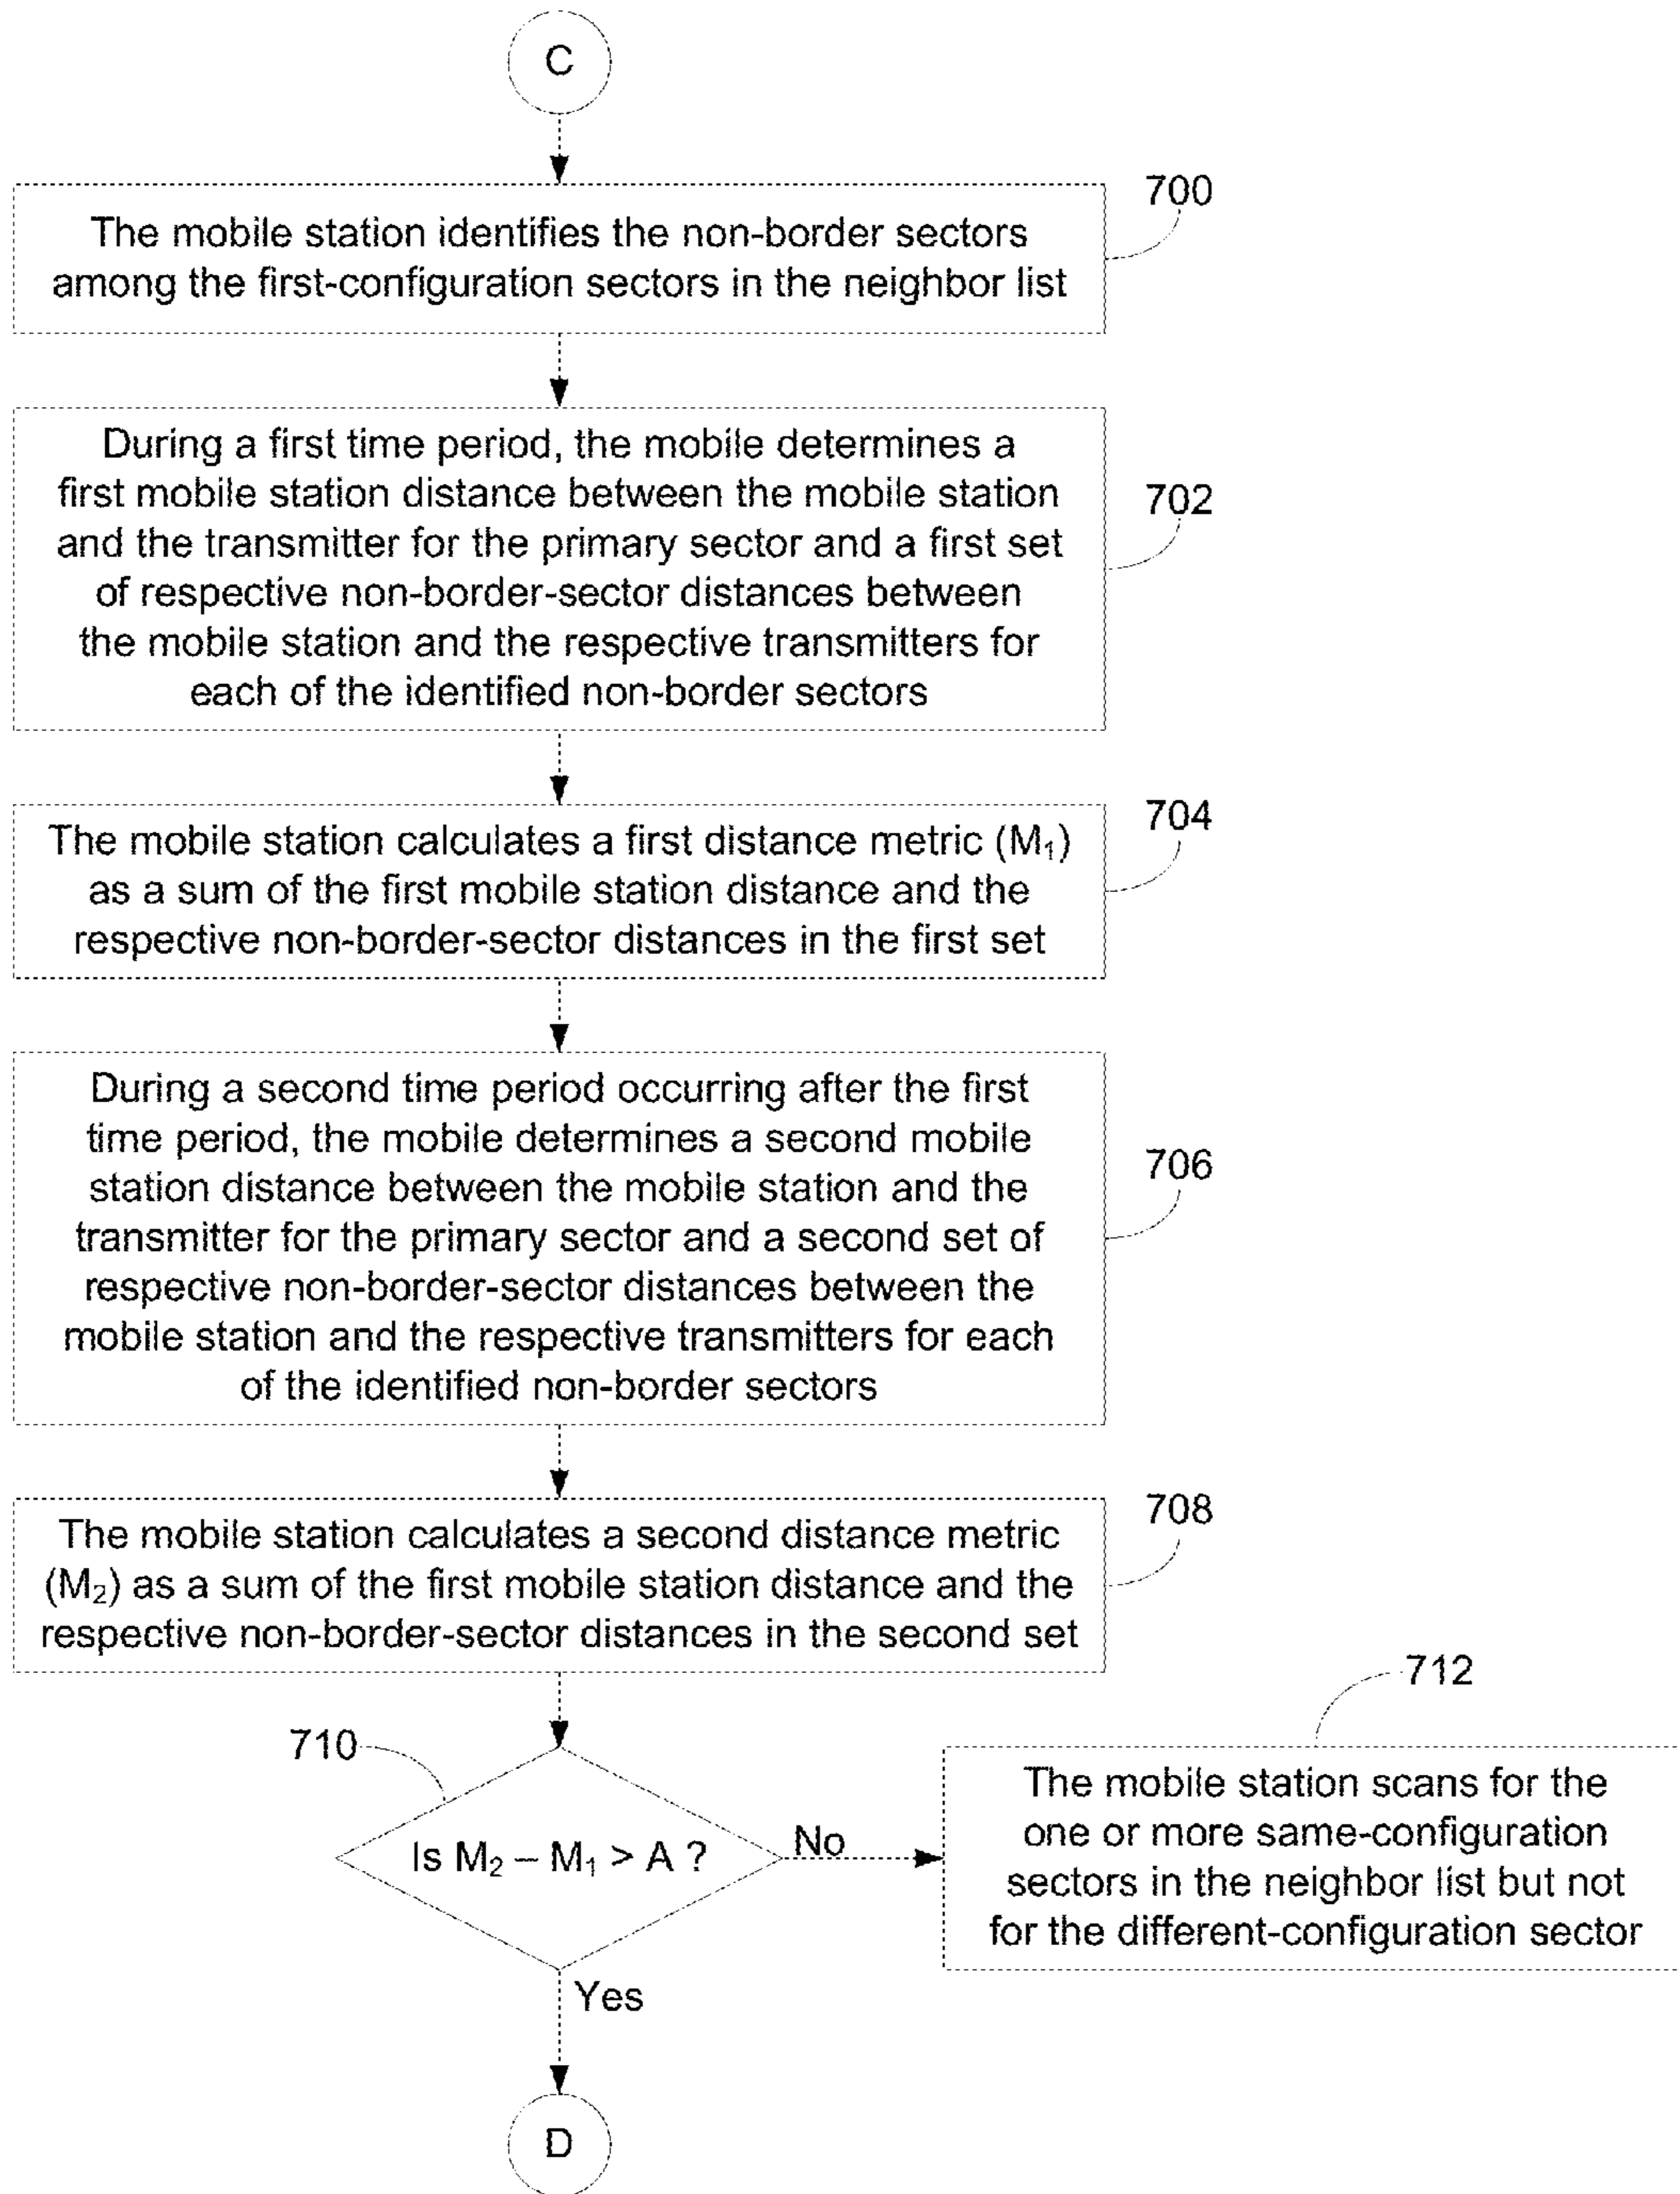 C
700
The mobile station identifies the non-border sectors
among the first-configuration sectors in the neighbor list
During a first time period, the mobile determines a
first mobile station distance between the mobile station
and the transmitter for the primary sector and a first set
of respective non-border-sector distances between
the mobile station and the respective transmitters for
each of the identified non-border sectors
702
704
The mobile station calculates a first distance metric (M₁)
as a sum of the first mobile station distance and the
respective non-border-sector distances in the first set
During a second time period occurring after the first
time period, the mobile determines a second mobile
station distance between the mobile station and the
transmitter for the primary sector and a second set of
respective non-border-sector distances between the
mobile station and the respective transmitters for each
of the identified non-border sectors
706
708
The mobile station calculates a second distance metric
(M₂) as a sum of the first mobile station distance and the
respective non-border-sector distances in the second set
710
Is M₂ – M₁ > A ?
No
712
The mobile station scans for the
one or more same-configuration
sectors in the neighbor list but not
for the different-configuration sector
Yes
D